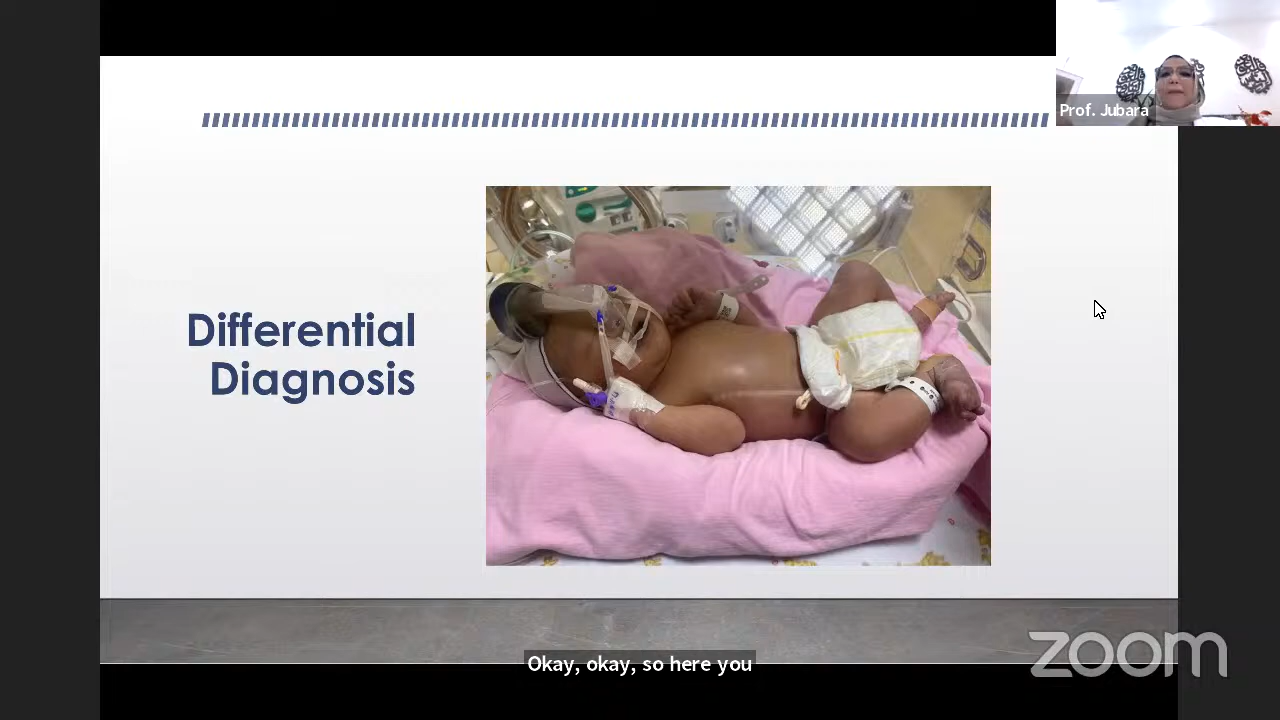 Prof. Jubara
Differential
Diagnosis
zoom
Okay, okay, so here you